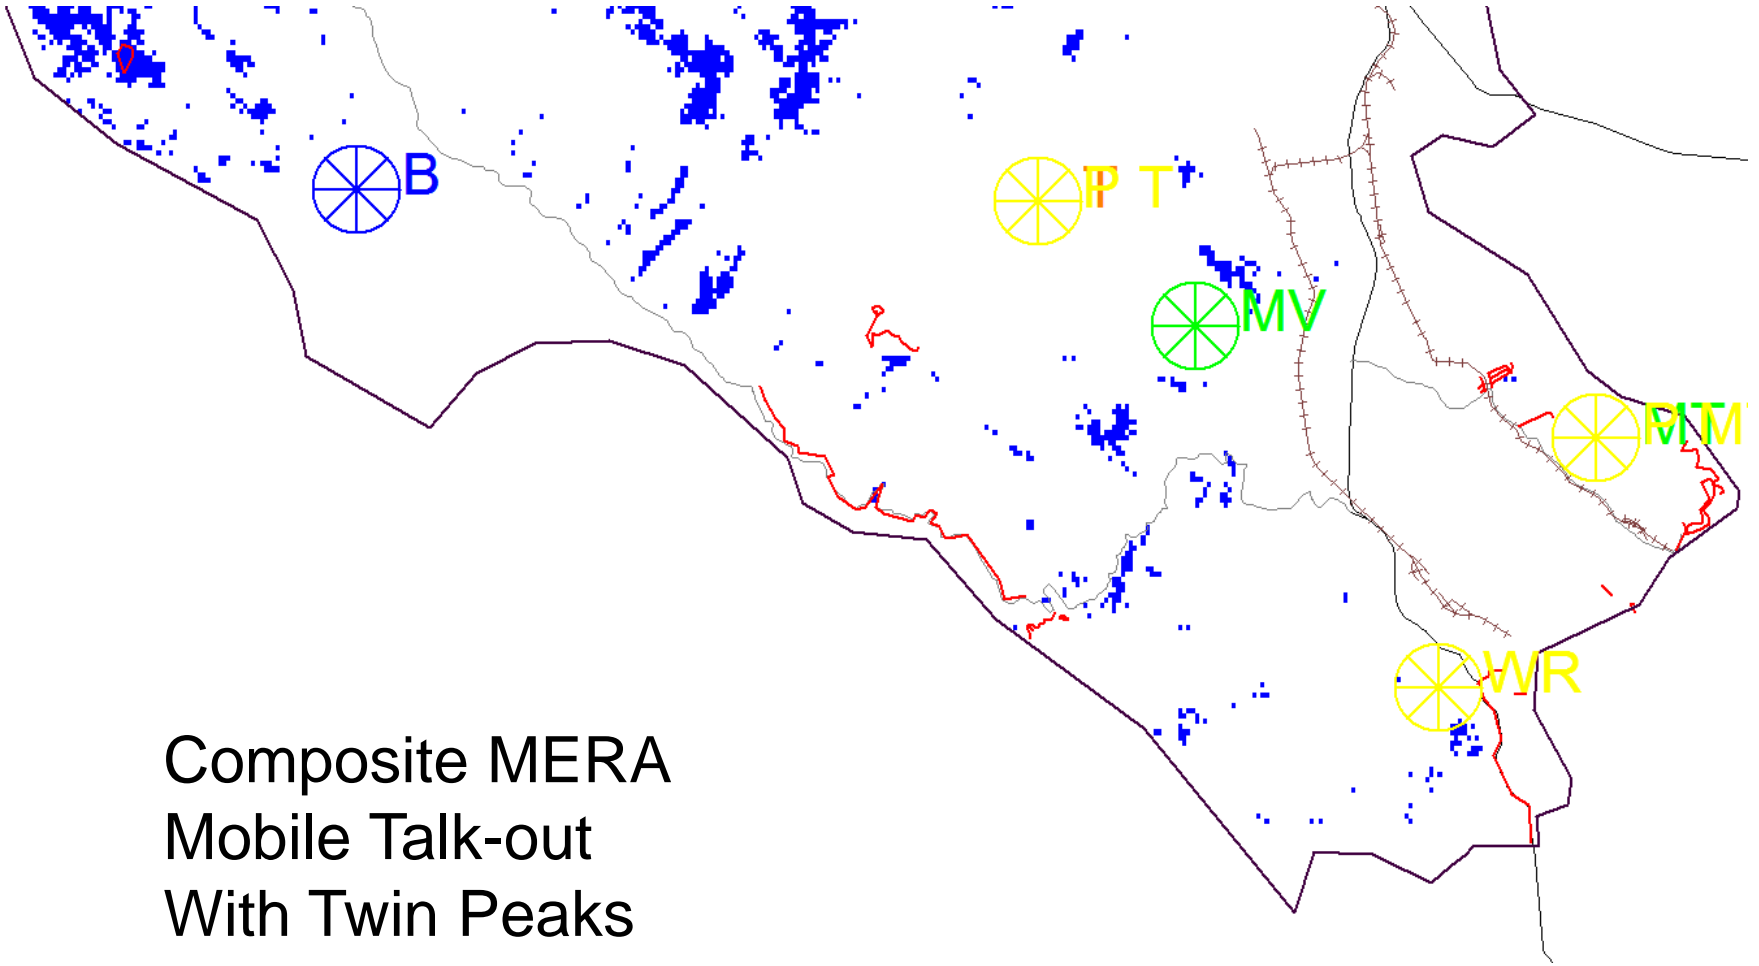 B
P T
MV
WR
Composite MERA
Mobile Talk-out
With Twin Peaks